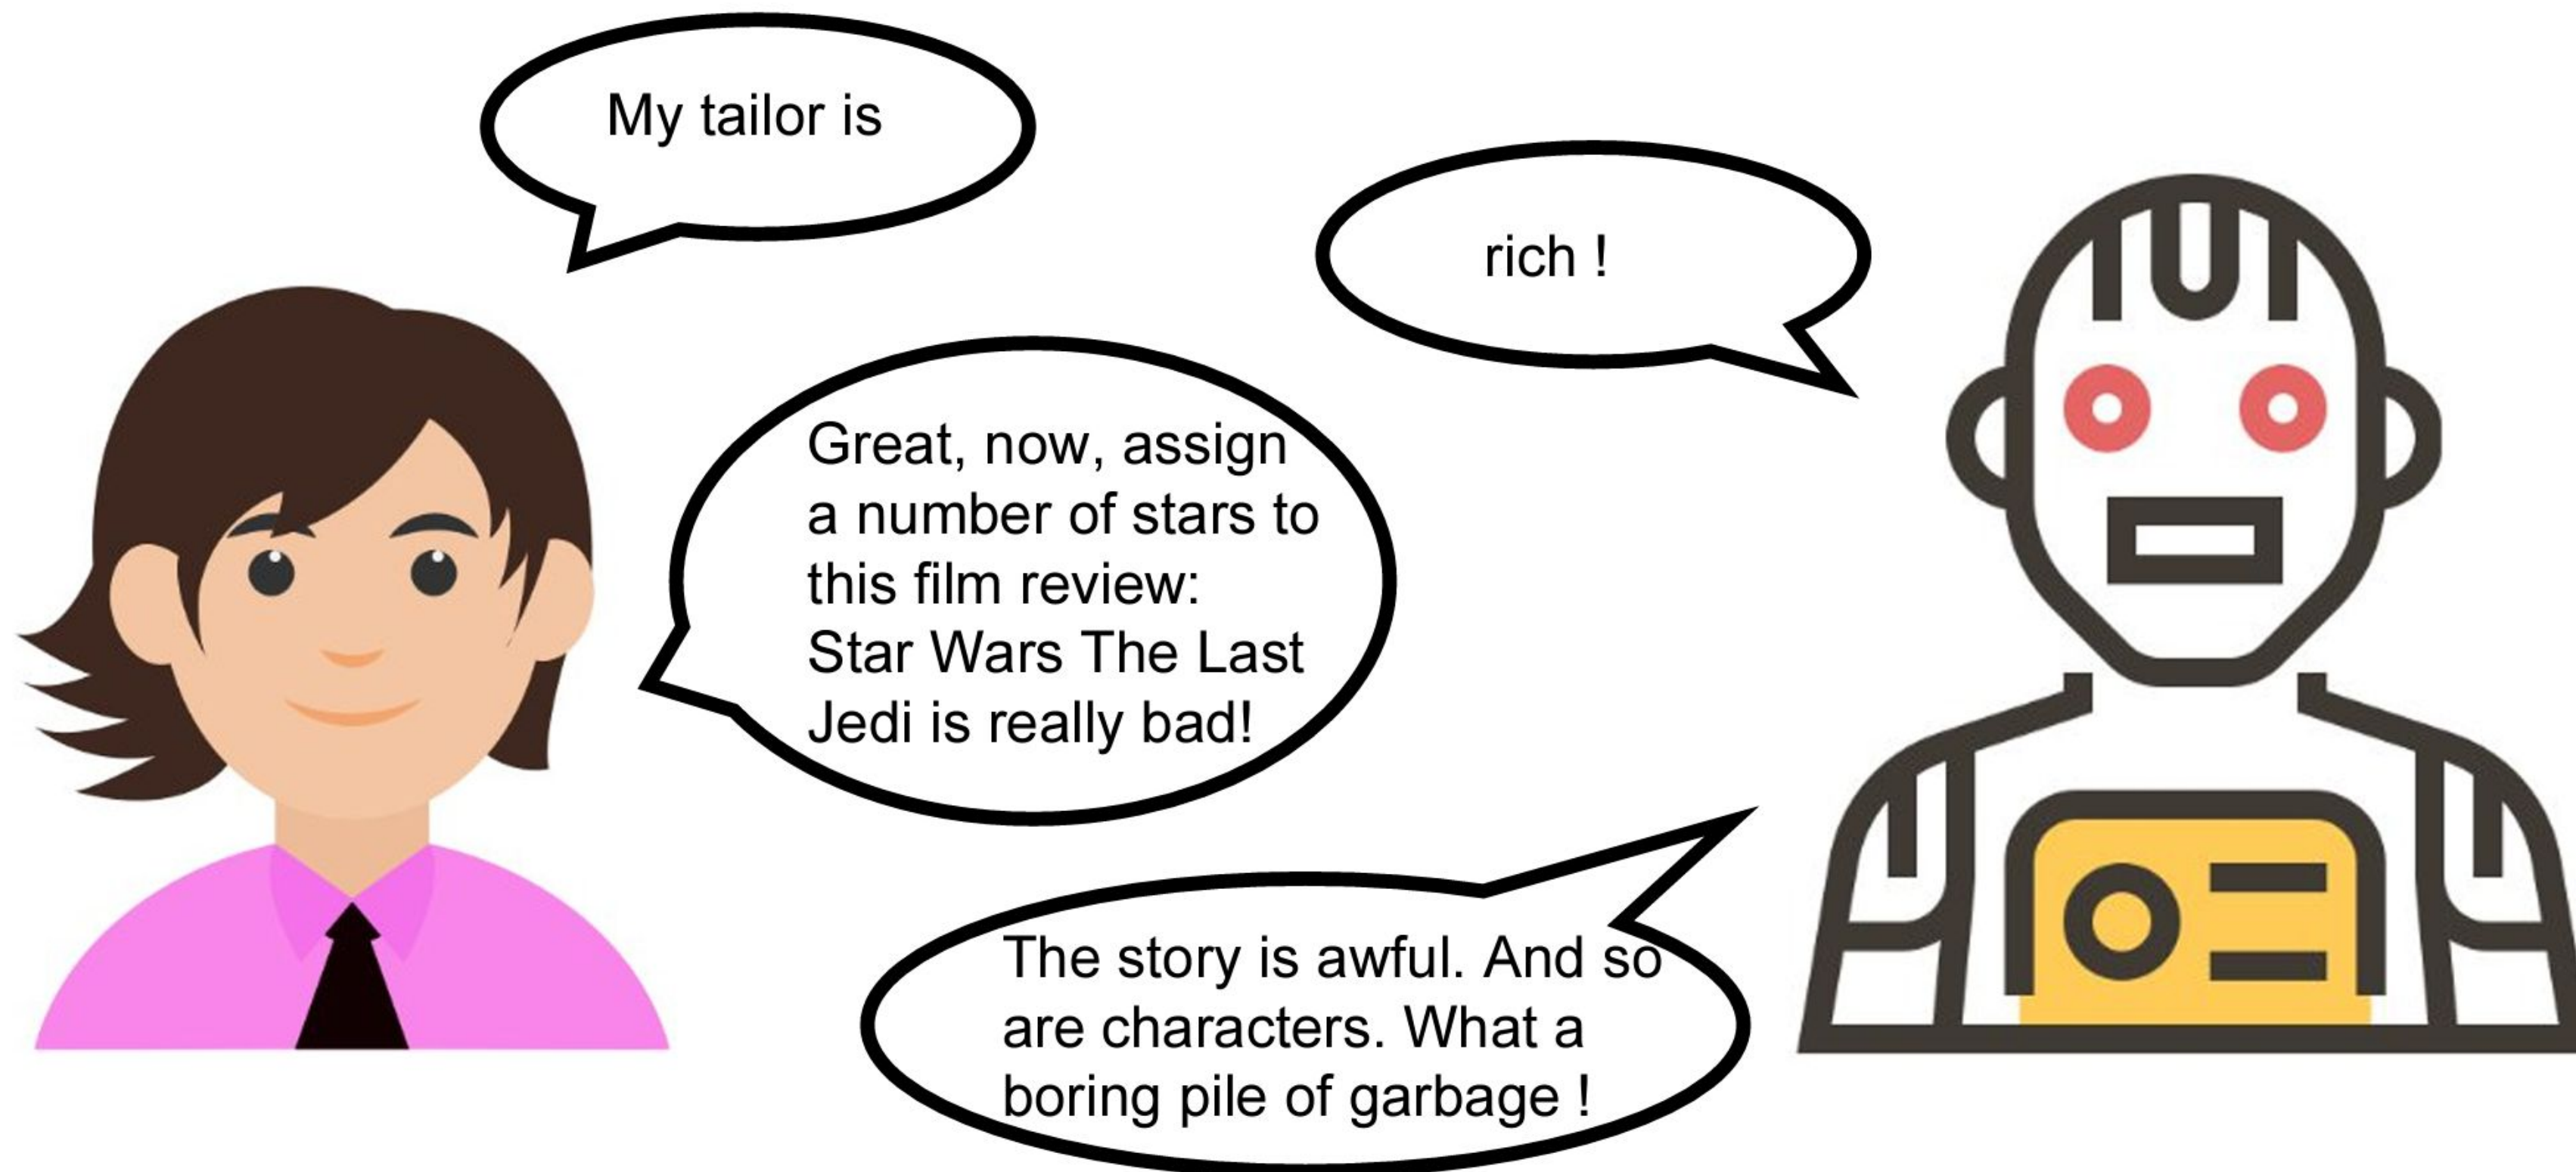 My tailor is
rich !
Great, now, assign
a number of stars to
this film review:
Star Wars The Last
Jedi is really bad!
The story is awful. And so
are characters. What a
boring pile of garbage !